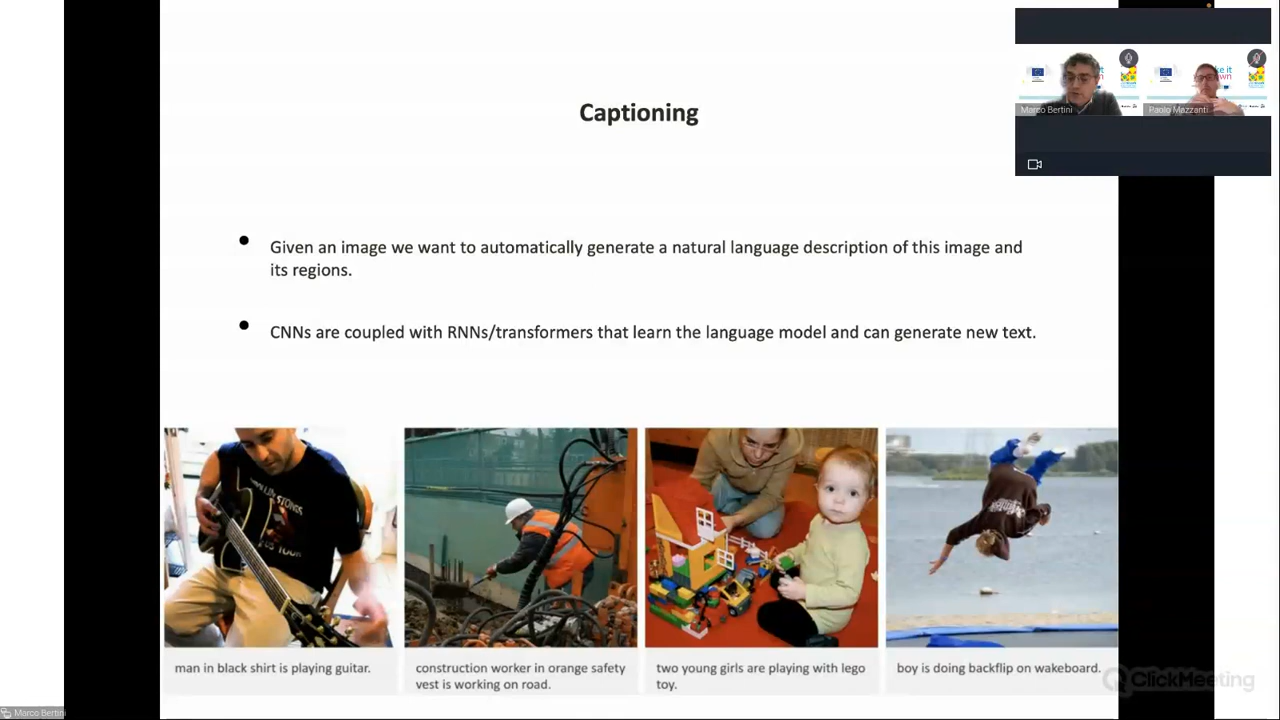 Captioning
Marco Bertini
Paolo Mazzanti
• Given an image we want to automatically generate a natural language description of this image and
its regions.
• CNNs are coupled with RNNs/transformers that learn the language model and can generate new text.
man in black shirt is playing guitar.
construction worker in orange safety
vest is working on road.
two young girls are playing with lego
toy.
boy is doing backflip on wakeboard.
ClickMeeting
Marco Bertini